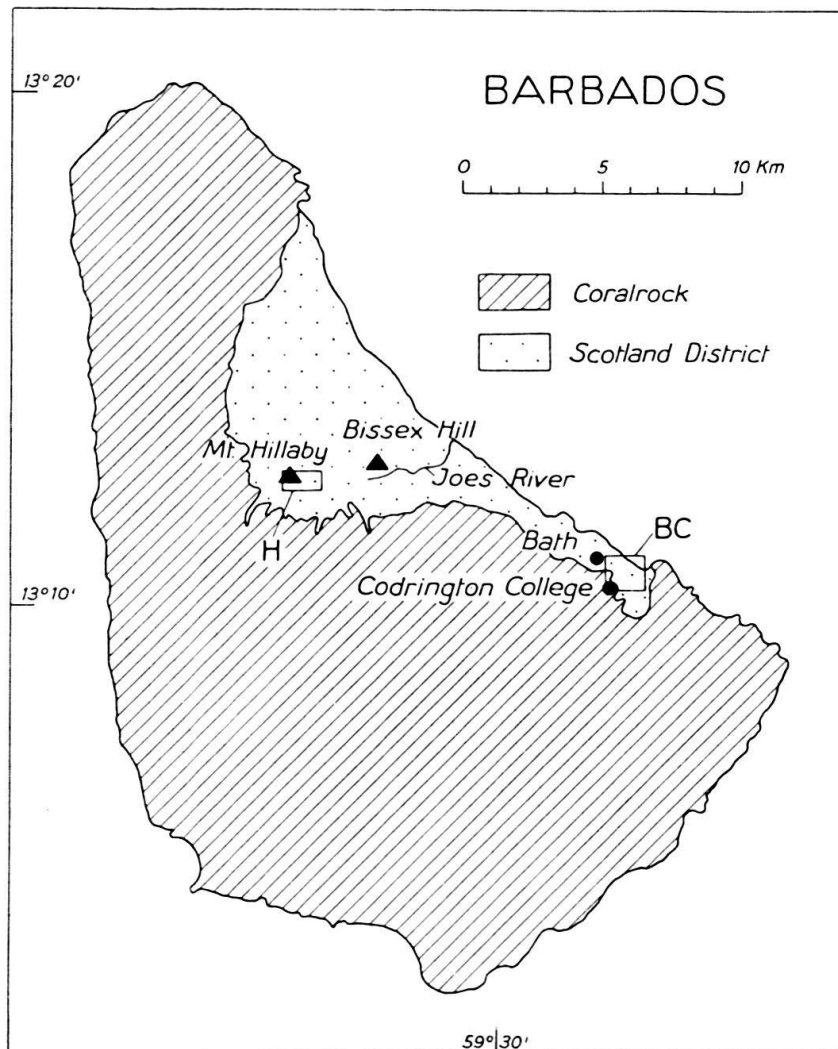 13° 20'
BARBADOS
0 5 10 Km
Coralrock
Scotland District
Bissex Hill
Mt. Hillaby
Joes River
H
Bath
BC
Codrington College
13° 10'
59° 30'